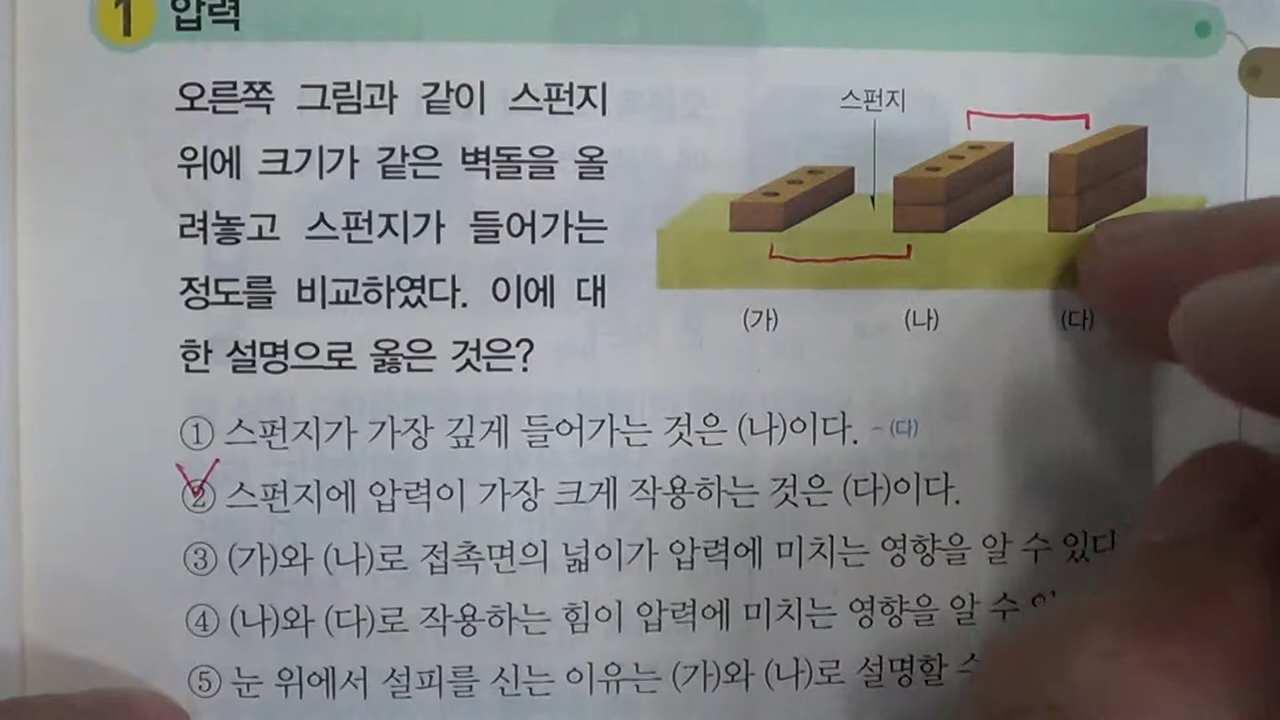 1 압력
오른쪽 그림과 같이 스펀지
위에 크기가 같은 벽돌을 올
려놓고 스펀지가 들어가는
정도를 비교하였다. 이에 대
한 설명으로 옳은 것은?
스펀지
(가) (나) (다)
① 스펀지가 가장 깊게 들어가는 것은 (나)이다. - (다)
② 스펀지에 압력이 가장 크게 작용하는 것은 (다)이다.
③ (가)와 (나)로 접촉면의 넓이가 압력에 미치는 영향을 알 수 있다
④ (나)와 (다)로 작용하는 힘이 압력에 미치는 영향을 알 수
⑤ 눈 위에서 설피를 신는 이유는 (가)와 (나)로 설명할